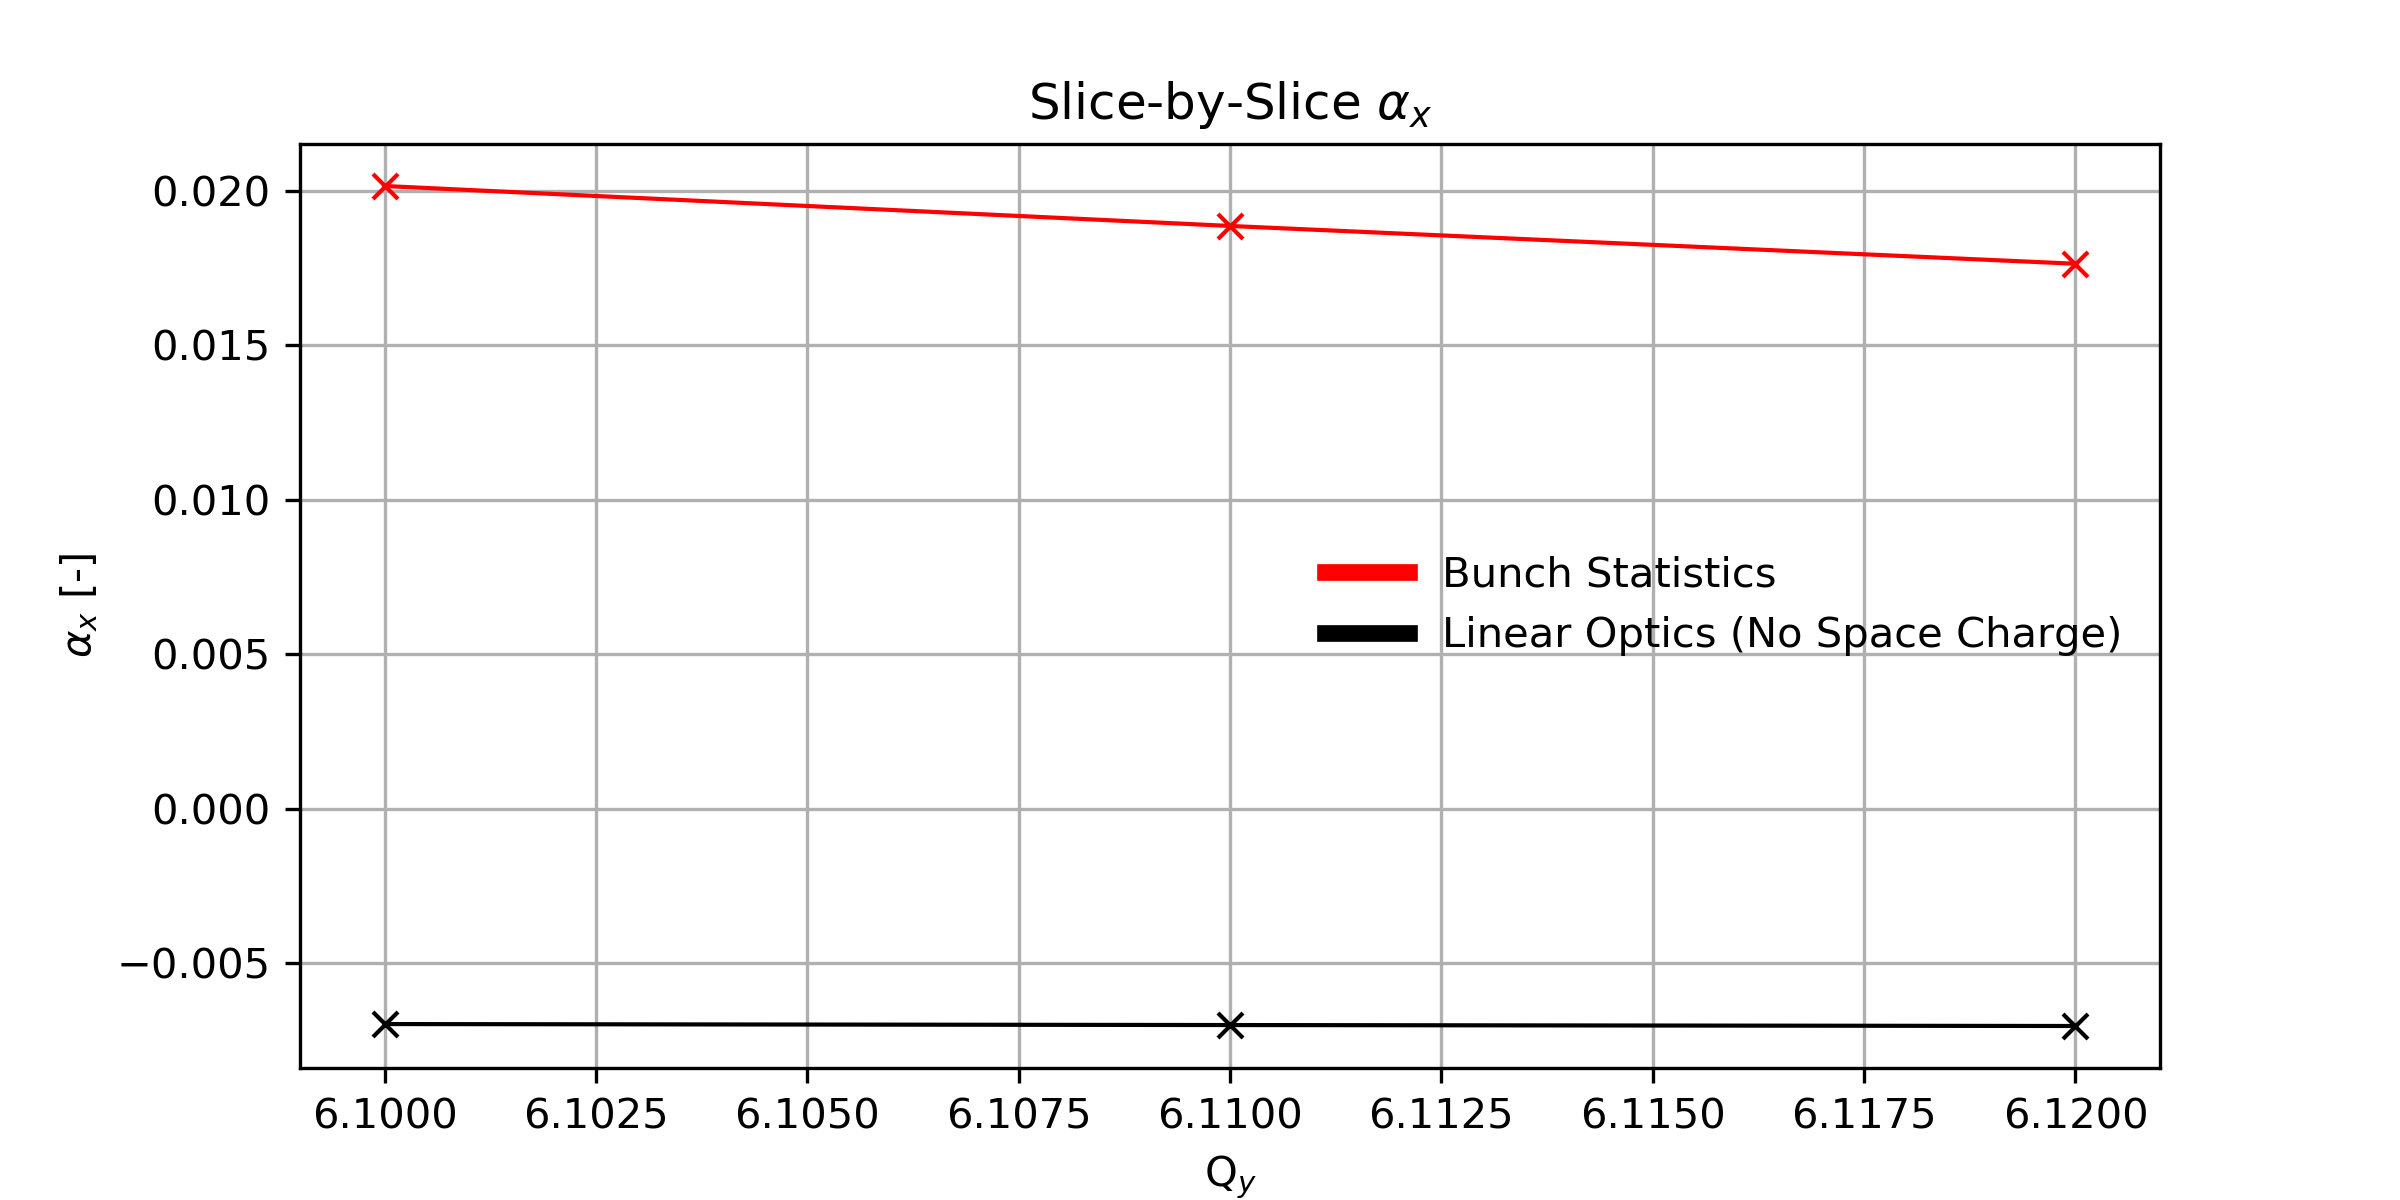 Slice-by-Slice αₓ
αₓ [-]
0.020
0.015
0.010
0.005
0.000
−0.005
Bunch Statistics
Linear Optics (No Space Charge)
6.1000 6.1025 6.1050 6.1075 6.1100 6.1125 6.1150 6.1175 6.1200
Qy